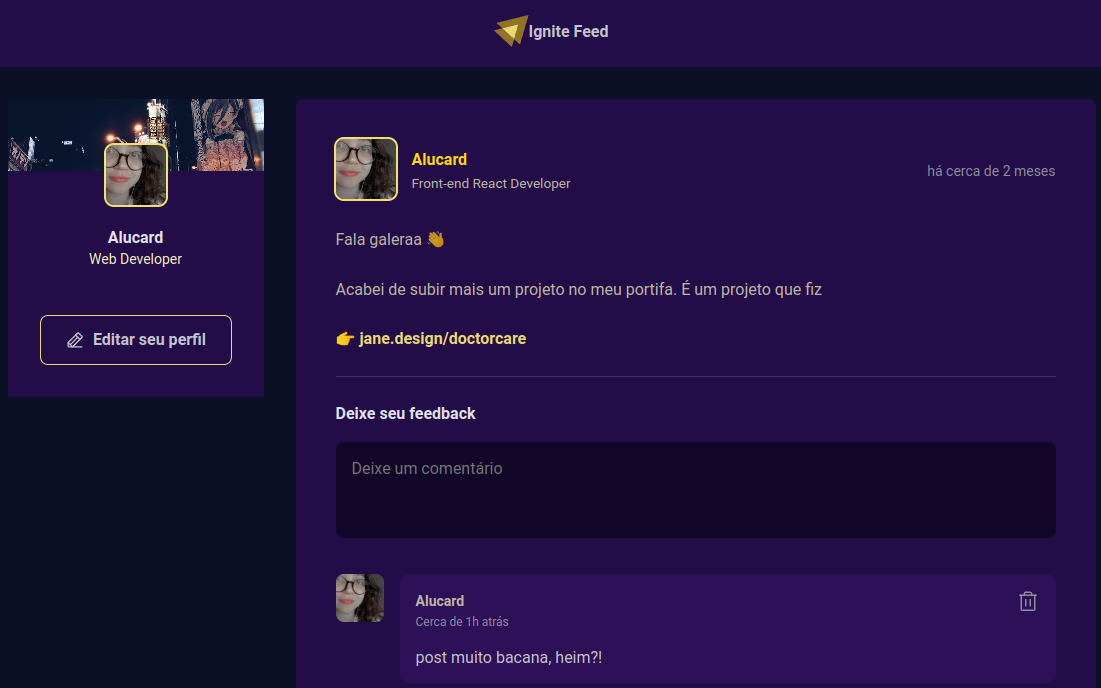 Ignite Feed
Alucard
Web Developer
Editar seu perfil
Alucard
Front-end React Developer
há cerca de 2 meses
Fala galeraa 👋
Acabei de subir mais um projeto no meu portifa. É um projeto que fiz
👉 jane.design/doctorcare
Deixe seu feedback
Deixe um comentário
Alucard
Cerca de 1h atrás
post muito bacana, heim?!